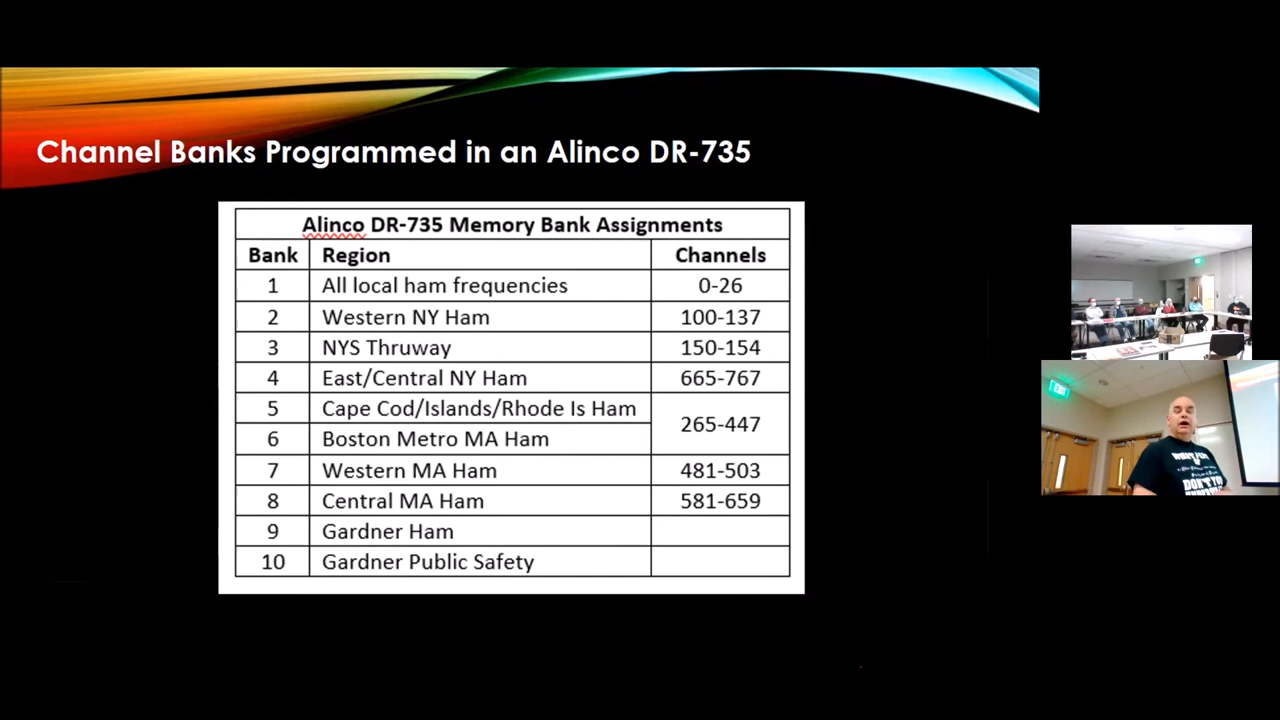 Channel Banks Programmed in an Alinco DR-735
Alinco DR-735 Memory Bank Assignments
Bank Region Channels
1 All local ham frequencies 0-26
2 Western NY Ham 100-137
3 NYS Thruway 150-154
4 East/Central NY Ham 665-767
5 Cape Cod/Islands/Rhode Is Ham
265-447
6 Boston Metro MA Ham
7 Western MA Ham 481-503
8 Central MA Ham 581-659
9 Gardner Ham
10 Gardner Public Safety
EXIT
DON'T YOU